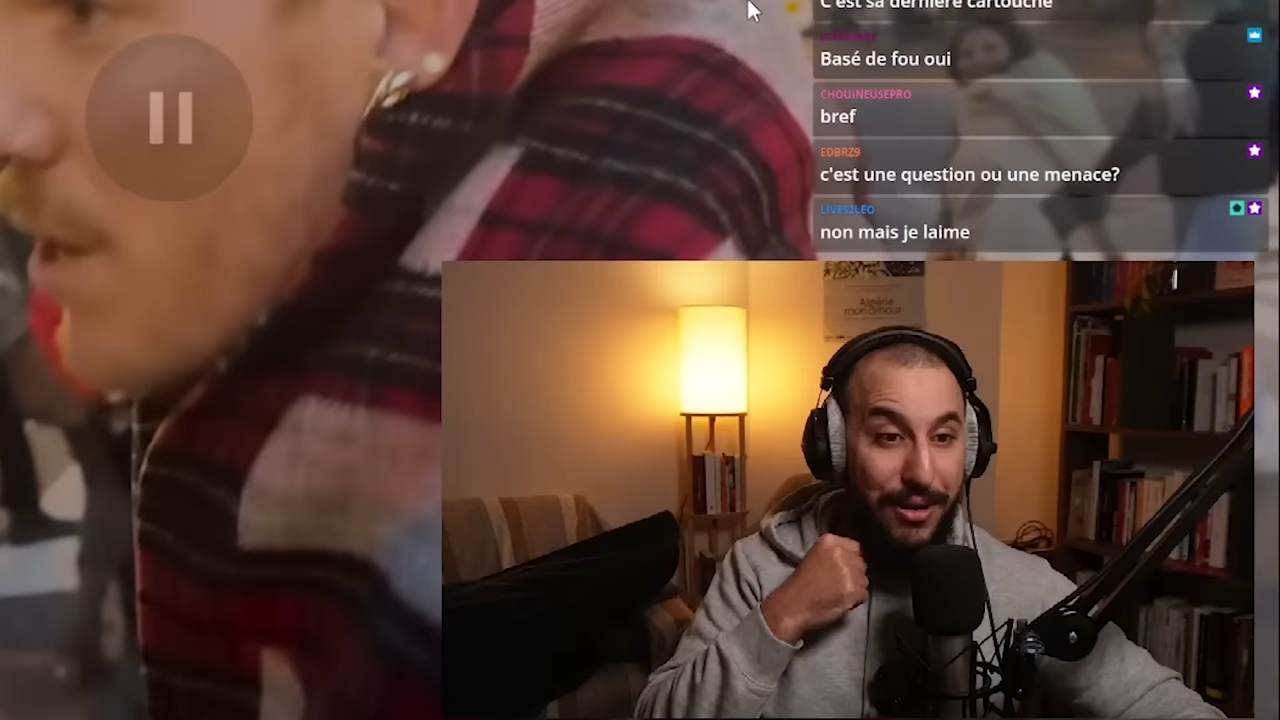 C'est sa dernière cartouche
Basé de fou oui
CHOUINEUSEPRO
bref
EDBRZ9
c'est une question ou une menace?
LIVES2LEO
non mais je laime
Algérie
mon amour